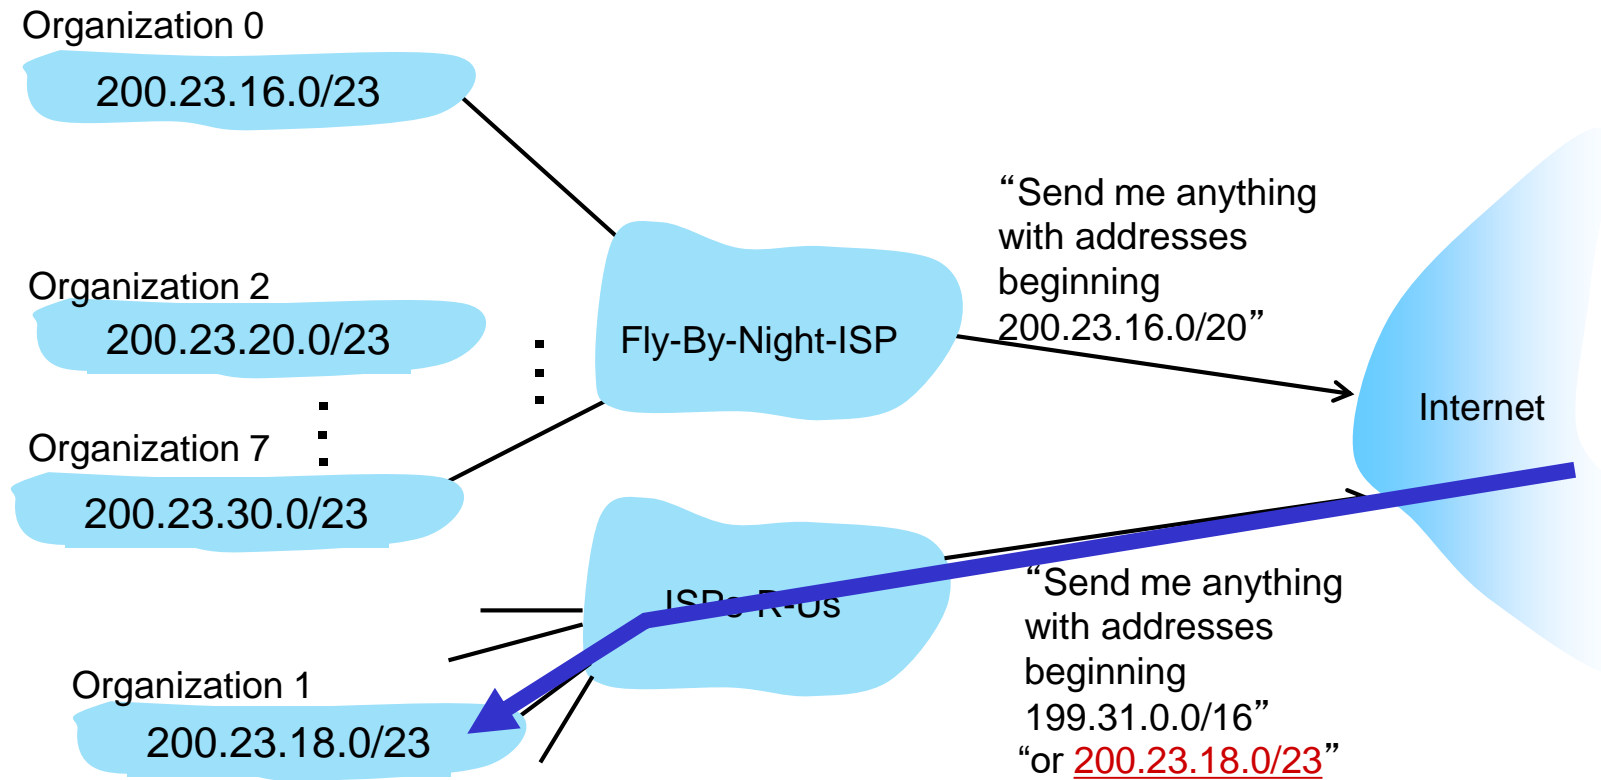 Organization 0
200.23.16.0/23
Organization 2
200.23.20.0/23
Organization 7
200.23.30.0/23
Fly-By-Night-ISP
“Send me anything
with addresses
beginning
200.23.16.0/20”
Internet
ISPs-R-Us
Organization 1
200.23.18.0/23
“Send me anything
with addresses
beginning
199.31.0.0/16”
“or 200.23.18.0/23”